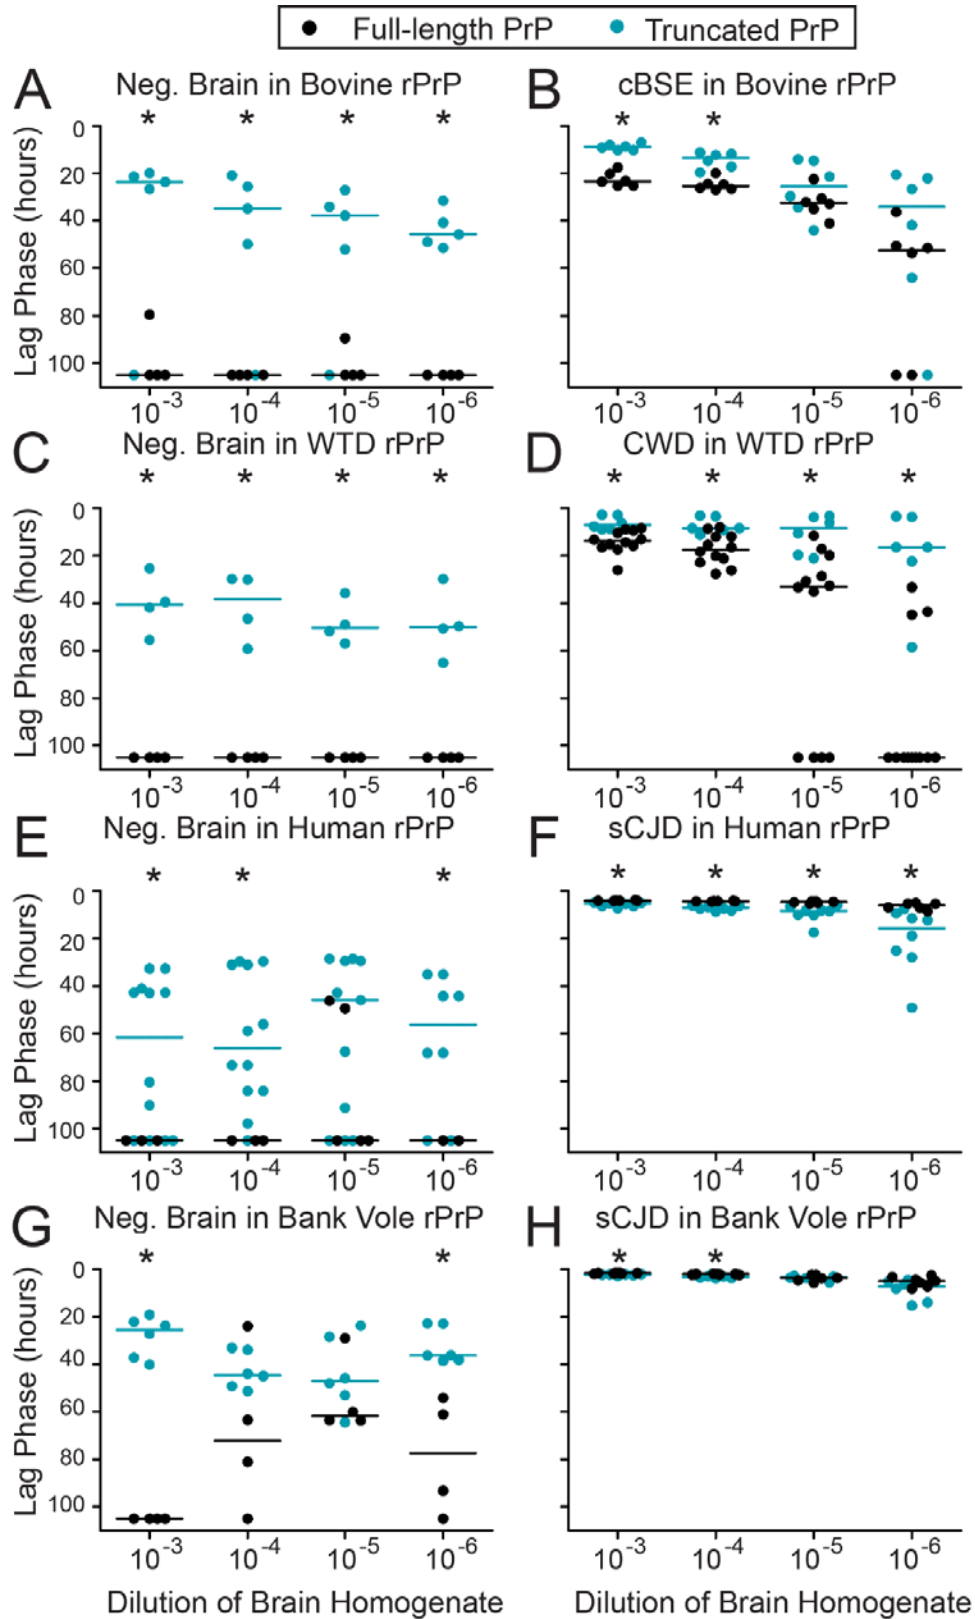 Full-length PrP Truncated PrP
A Neg. Brain in Bovine rPrP
* * * *
Lag Phase (hours)
0
20
40
60
80
100
10-3 10-4 10-5 10-6
B cBSE in Bovine rPrP
* *
10-3 10-4 10-5 10-6
C Neg. Brain in WTD rPrP
* * * *
Lag Phase (hours)
0
20
40
60
80
100
10-3 10-4 10-5 10-6
D CWD in WTD rPrP
* * * *
10-3 10-4 10-5 10-6
E Neg. Brain in Human rPrP
* * *
Lag Phase (hours)
0
20
40
60
80
100
10-3 10-4 10-5 10-6
F sCJD in Human rPrP
* * * *
10-3 10-4 10-5 10-6
G Neg. Brain in Bank Vole rPrP
* *
Lag Phase (hours)
0
20
40
60
80
100
10-3 10-4 10-5 10-6
Dilution of Brain Homogenate
H sCJD in Bank Vole rPrP
* *
10-3 10-4 10-5 10-6
Dilution of Brain Homogenate